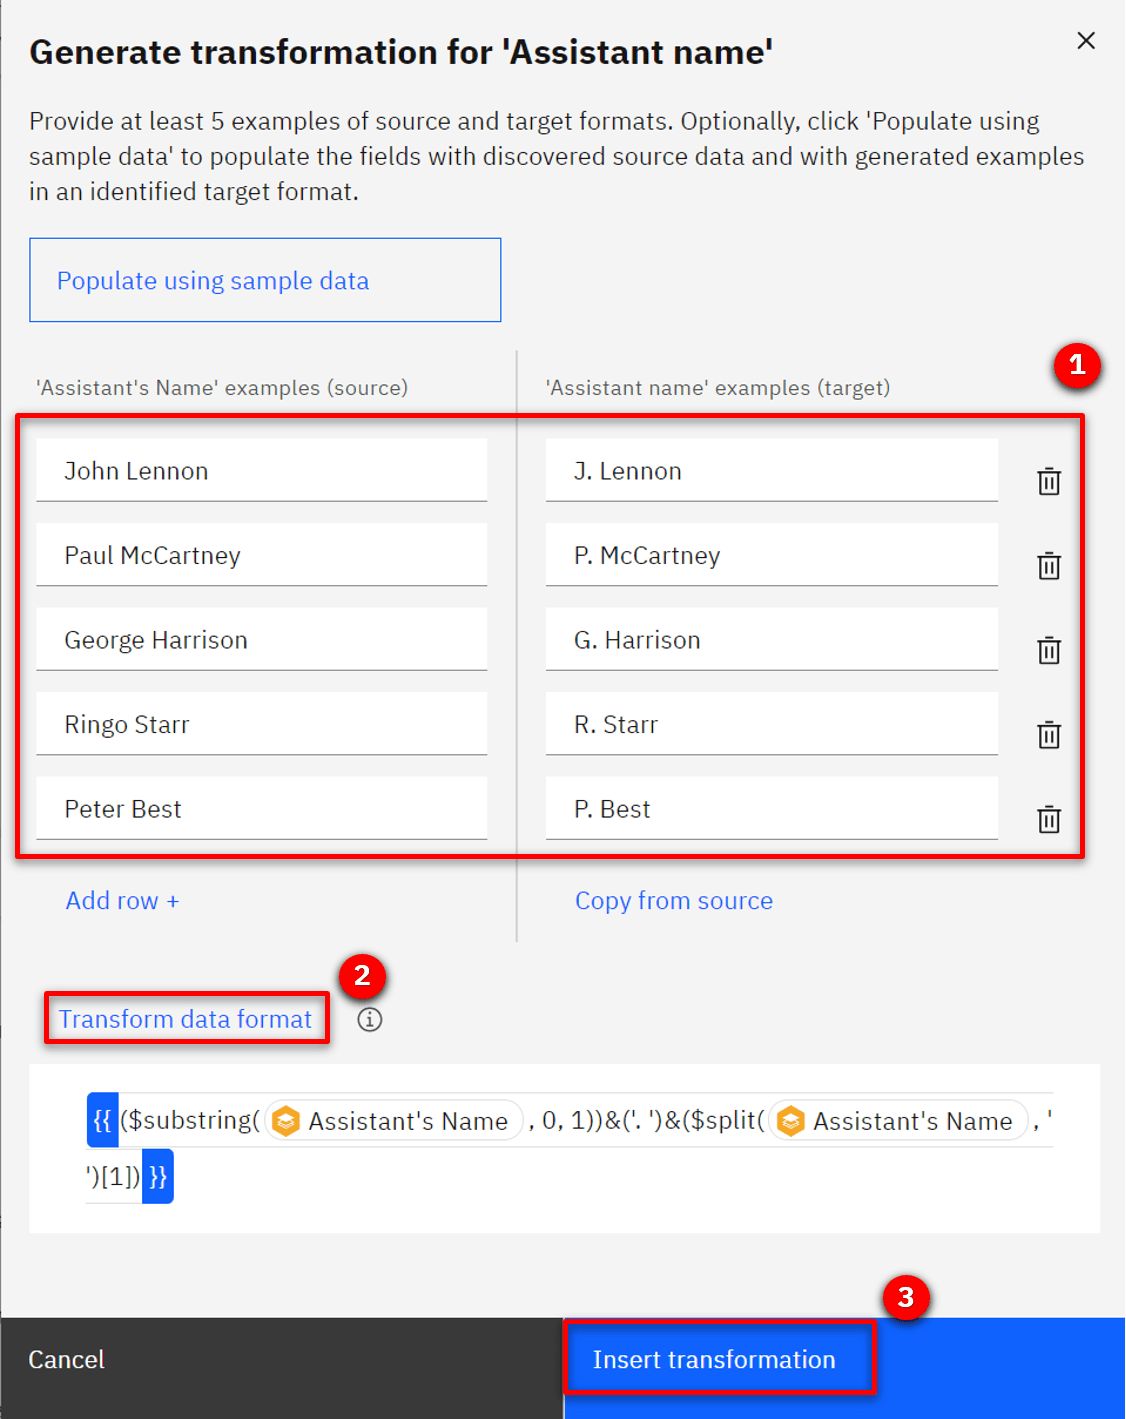 Generate transformation for 'Assistant name'
Provide at least 5 examples of source and target formats. Optionally, click 'Populate using
sample data' to populate the fields with discovered source data and with generated examples
in an identified target format.
Populate using sample data
1
'Assistant's Name' examples (source)
'Assistant name' examples (target)
John Lennon
J. Lennon
Paul McCartney
P. McCartney
George Harrison
G. Harrison
Ringo Starr
R. Starr
Peter Best
P. Best
Add row +
Copy from source
2
Transform data format
{{ ($substring( Assistant's Name , 0, 1))&('. ')&($split( Assistant's Name , '
')[1]) }}
3
Cancel
Insert transformation